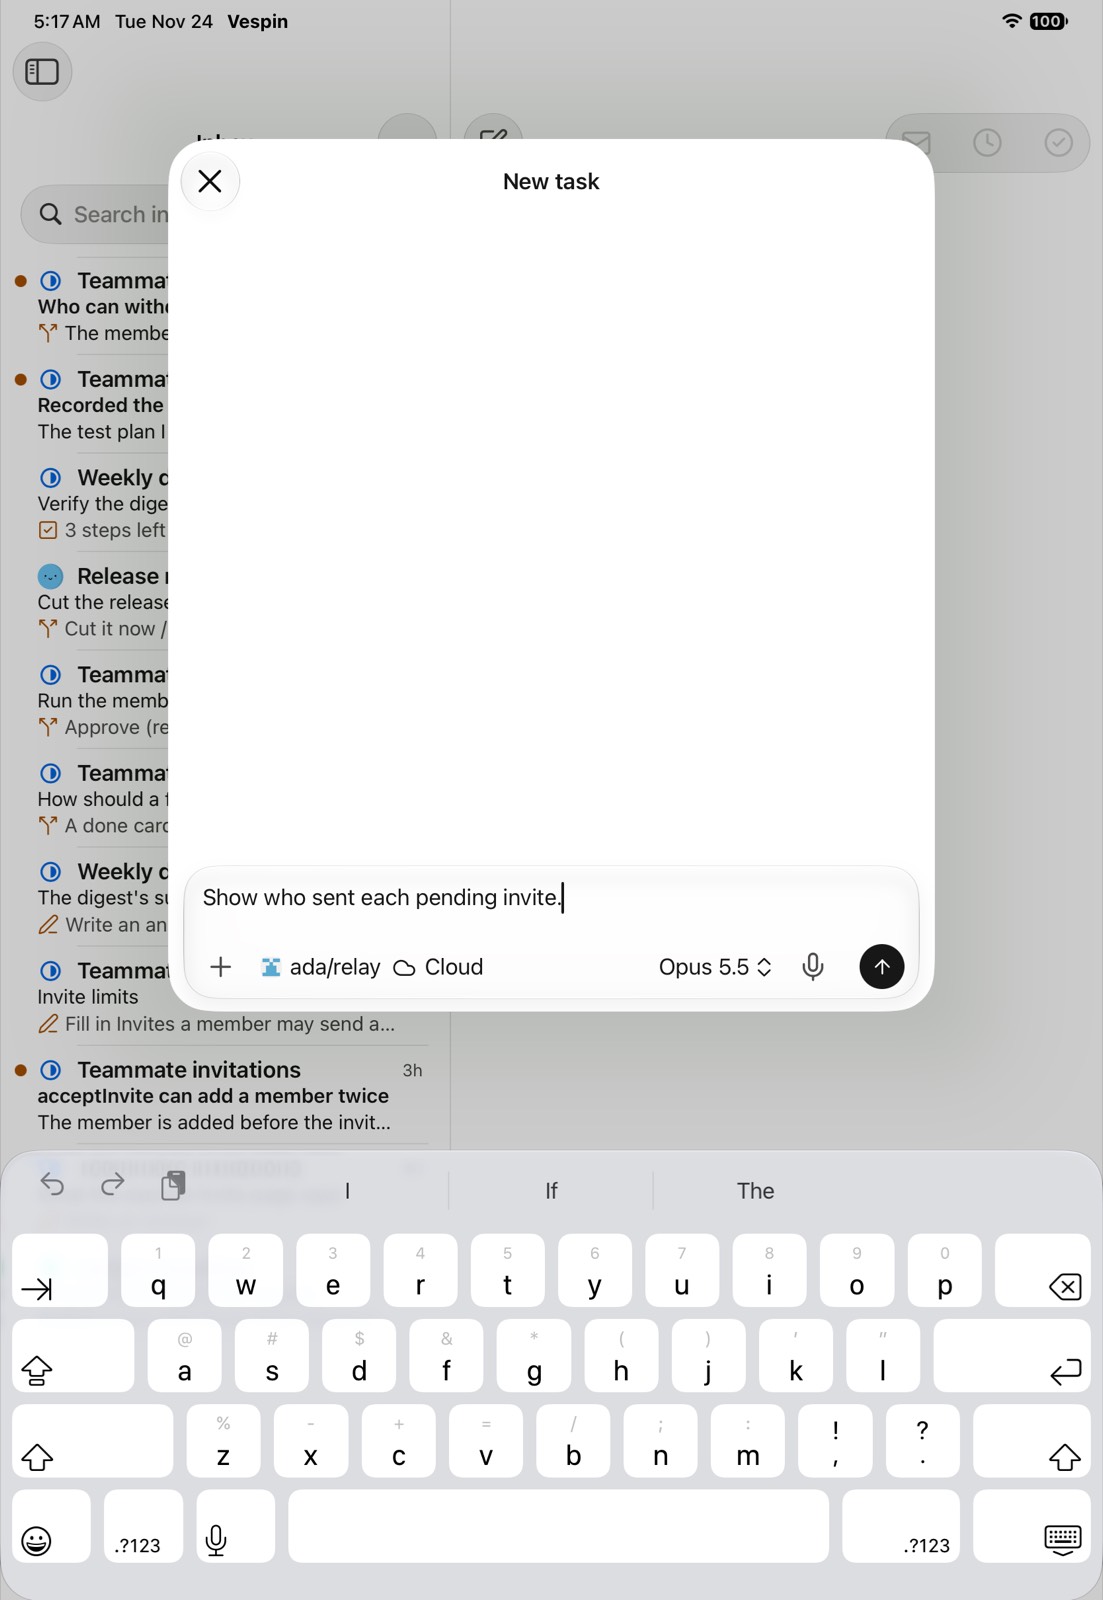 5:17 AM Tue Nov 24 Vespin
100
New task
Search in
Teammat
Who can with
The membe
Teammat
Recorded the
The test plan I
Weekly d
Verify the dige
3 steps left
Release
Cut the release
Cut it now /
Teammat
Run the memb
Approve (re
Teammat
How should a f
A done card
Weekly d
The digest's su
Write an an
Teammat
Invite limits
Fill in Invites a member may send a...
Teammate invitations 3h
acceptInvite can add a member twice
The member is added before the invit...
Show who sent each pending invite.
ada/relay Cloud Opus 5.5
I If The
1 2 3 4 5 6 7 8 9 0
q w e r t y u i o p
@ # $ & * ( ) ' "
a s d f g h j k l
% - + = / ; : ! ?
z x c v b n m , .
.?123 .?123